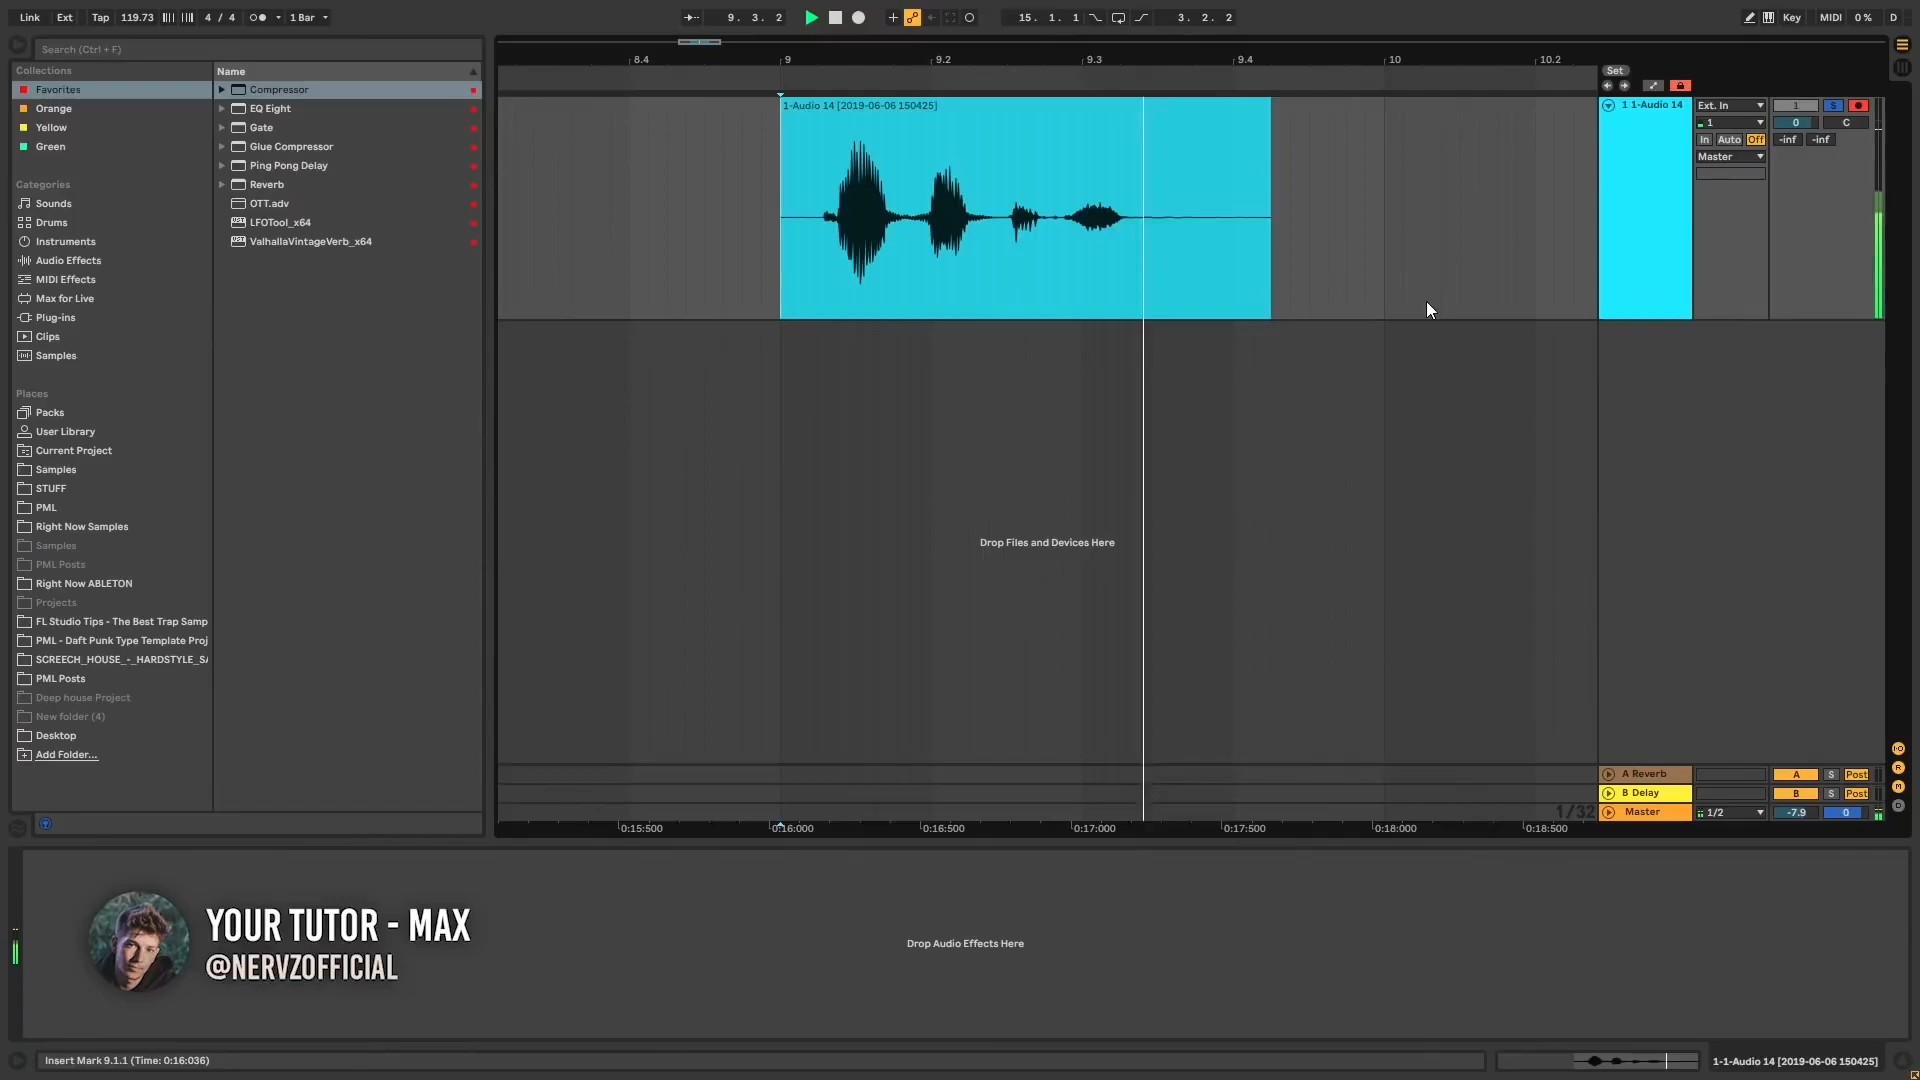 Link Ext Tap 119.73 4 / 4 1 Bar 9. 3. 2 15. 1. 1 3. 2. 2 Key MIDI 0 % D
Search (Ctrl + F)
Collections
Favorites
Orange
Yellow
Green
Categories
Sounds
Drums
Instruments
Audio Effects
MIDI Effects
Max for Live
Plug-ins
Clips
Samples
Places
Packs
User Library
Current Project
Samples
STUFF
PML
Right Now Samples
Samples
PML Posts
Right Now ABLETON
Projects
FL Studio Tips - The Best Trap Samp
PML - Daft Punk Type Template Proj
SCREECH_HOUSE_-_HARDSTYLE_SA
PML Posts
Deep house Project
New folder (4)
Desktop
Add Folder...
Name
Compressor
EQ Eight
Gate
Glue Compressor
Ping Pong Delay
Reverb
OTT.adv
LFOTool_x64
ValhallaVintageVerb_x64
8.4 9 9.2 9.3 9.4 10 10.2
Set
1-Audio 14 [2019-06-06 150425]
1 1-Audio 14 Ext. In 1 S
1 0 C
In Auto Off -inf -inf
Master
Drop Files and Devices Here
A Reverb A S Post
B Delay B S Post
1/32 Master 1/2 -7.9 0
0:15:500 0:16:000 0:16:500 0:17:000 0:17:500 0:18:000 0:18:500
I·O
R
M
D
YOUR TUTOR - MAX
@NERVZOFFICIAL
Drop Audio Effects Here
Insert Mark 9.1.1 (Time: 0:16:036)
1-1-Audio 14 [2019-06-06 150425]